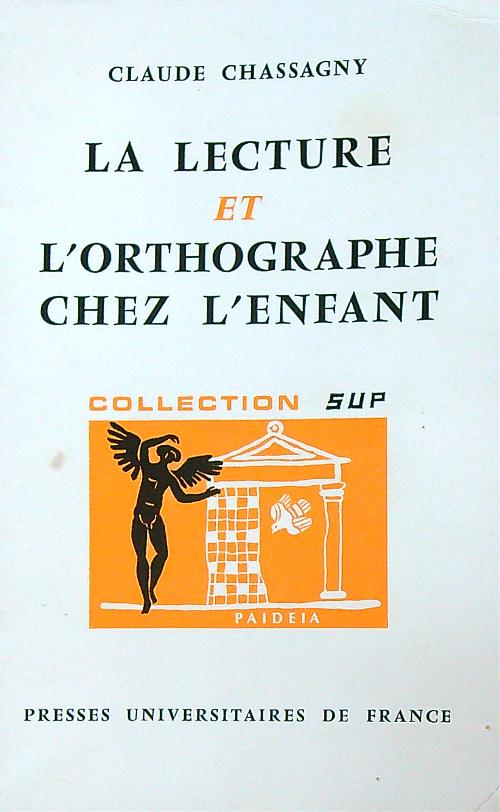 CLAUDE CHASSAGNY
LA LECTURE
ET
L'ORTHOGRAPHE
CHEZ L'ENFANT
COLLECTION SUP
PAIDEIA
PRESSES UNIVERSITAIRES DE FRANCE